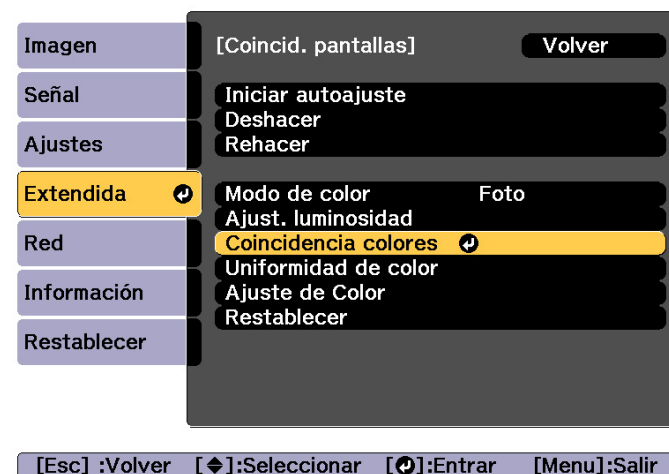 Imagen
Señal
Ajustes
Extendida
Red
Información
Restablecer
[Coincid. pantallas] Volver
Iniciar autoajuste
Deshacer
Rehacer
Modo de color Foto
Ajust. luminosidad
Coincidencia colores
Uniformidad de color
Ajuste de Color
Restablecer
[Esc] :Volver [◆]:Seleccionar [↵]:Entrar [Menu]:Salir